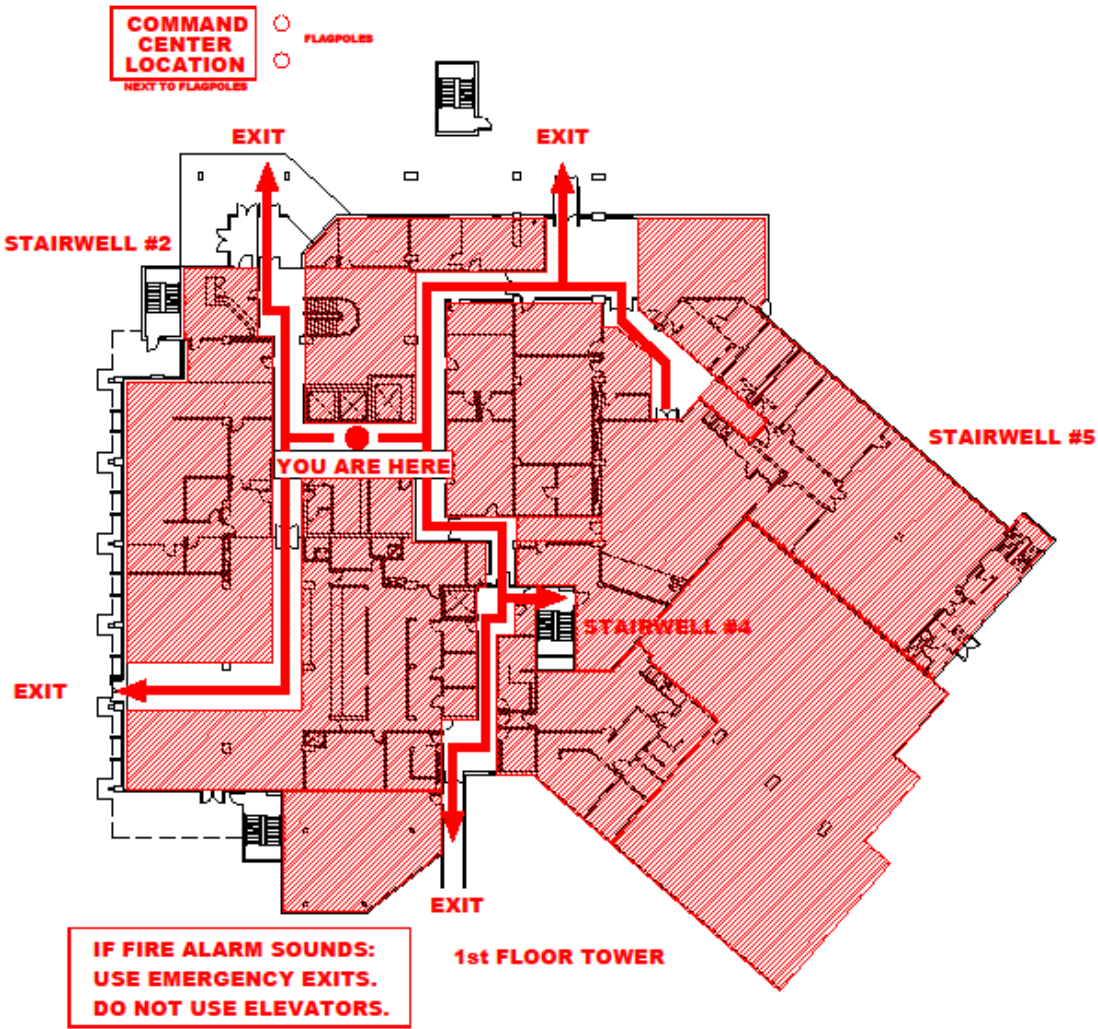 COMMAND
CENTER
LOCATION
FLAGPOLES
NEXT TO FLAGPOLES
EXIT
EXIT
STAIRWELL #2
STAIRWELL #5
YOU ARE HERE
STAIRWELL #4
EXIT
EXIT
IF FIRE ALARM SOUNDS:
USE EMERGENCY EXITS.
DO NOT USE ELEVATORS.
1st FLOOR TOWER